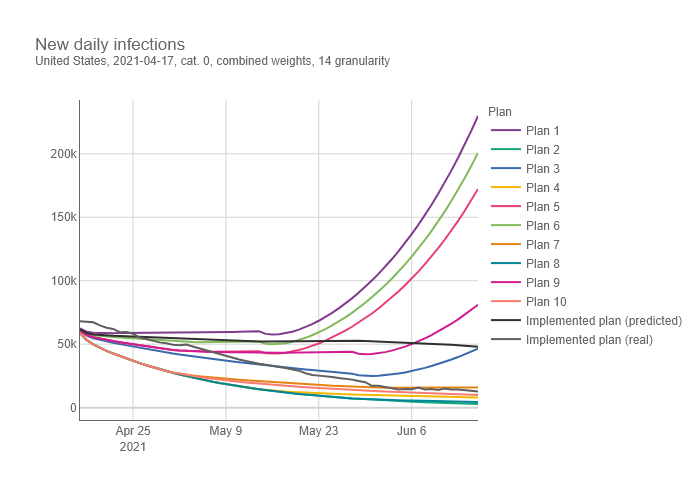 New daily infections
United States, 2021-04-17, cat. 0, combined weights, 14 granularity
Plan
Plan 1
Plan 2
Plan 3
Plan 4
Plan 5
Plan 6
Plan 7
Plan 8
Plan 9
Plan 10
Implemented plan (predicted)
Implemented plan (real)
200k
150k
100k
50k
0
Apr 25
2021
May 9
May 23
Jun 6